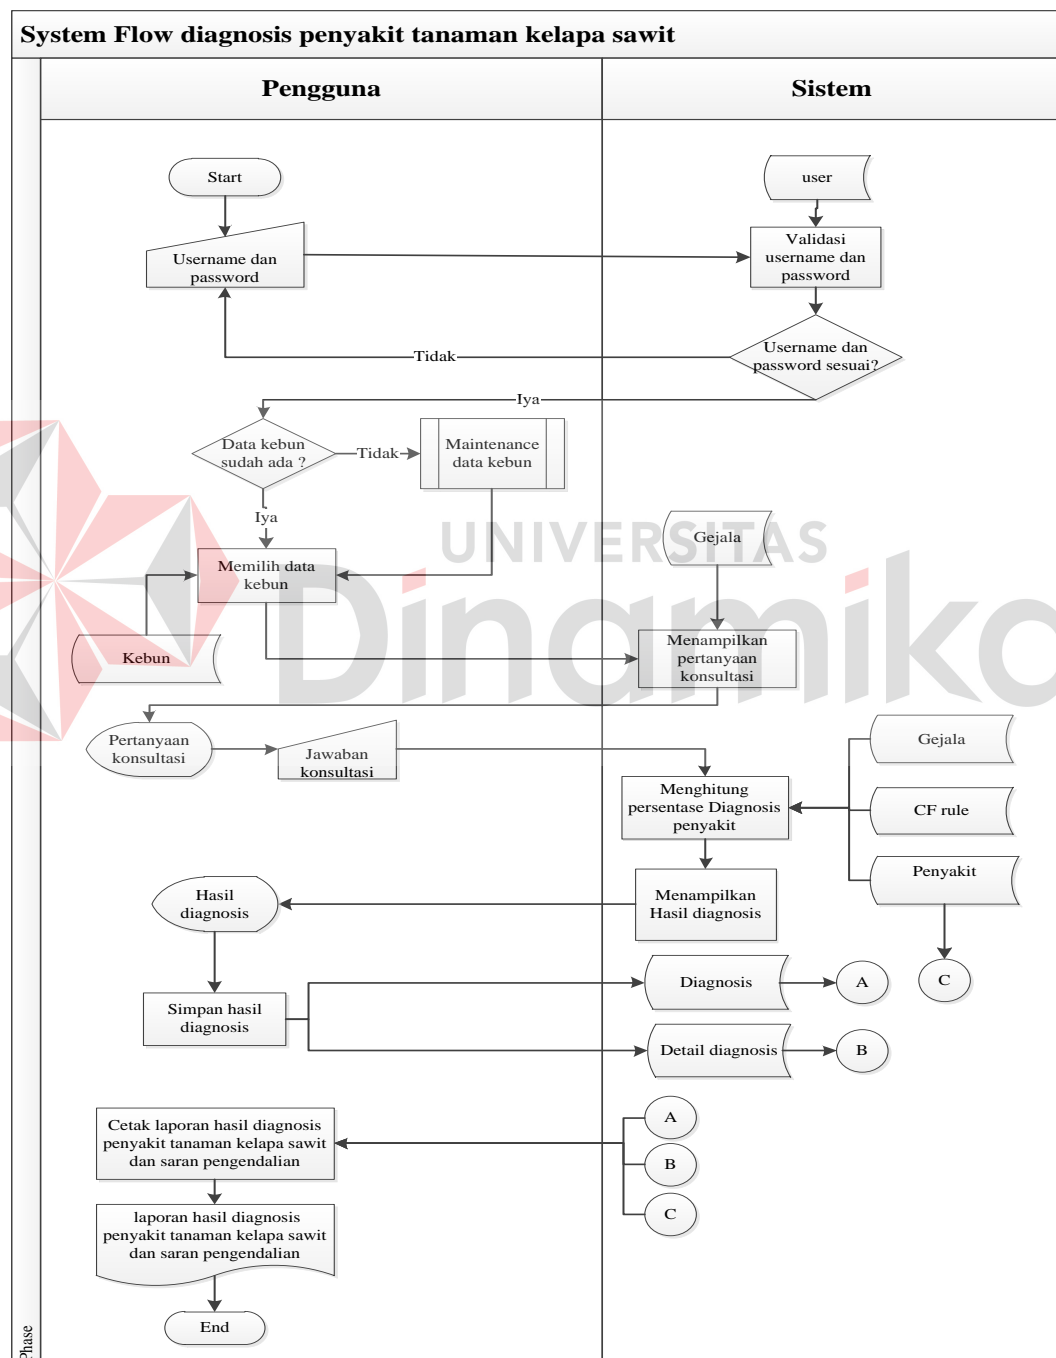 System Flow diagnosis penyakit tanaman kelapa sawit
Pengguna
Sistem
Start
user
Username dan
password
Validasi
username dan
password
Username dan
password sesuai?
Tidak
Iya
Data kebun
sudah ada ?
Tidak
Maintenance
data kebun
Iya
UNIVERSITAS
Dinamika
Gejala
Memilih data
kebun
Kebun
Menampilkan
pertanyaan
konsultasi
Pertanyaan
konsultasi
Jawaban
konsultasi
Gejala
Menghitung
persentase Diagnosis
penyakit
CF rule
Penyakit
Hasil
diagnosis
Menampilkan
Hasil diagnosis
C
Simpan hasil
diagnosis
Diagnosis
A
Detail diagnosis
B
Cetak laporan hasil diagnosis
penyakit tanaman kelapa sawit
dan saran pengendalian
A
B
C
laporan hasil diagnosis
penyakit tanaman kelapa sawit
dan saran pengendalian
End
Phase